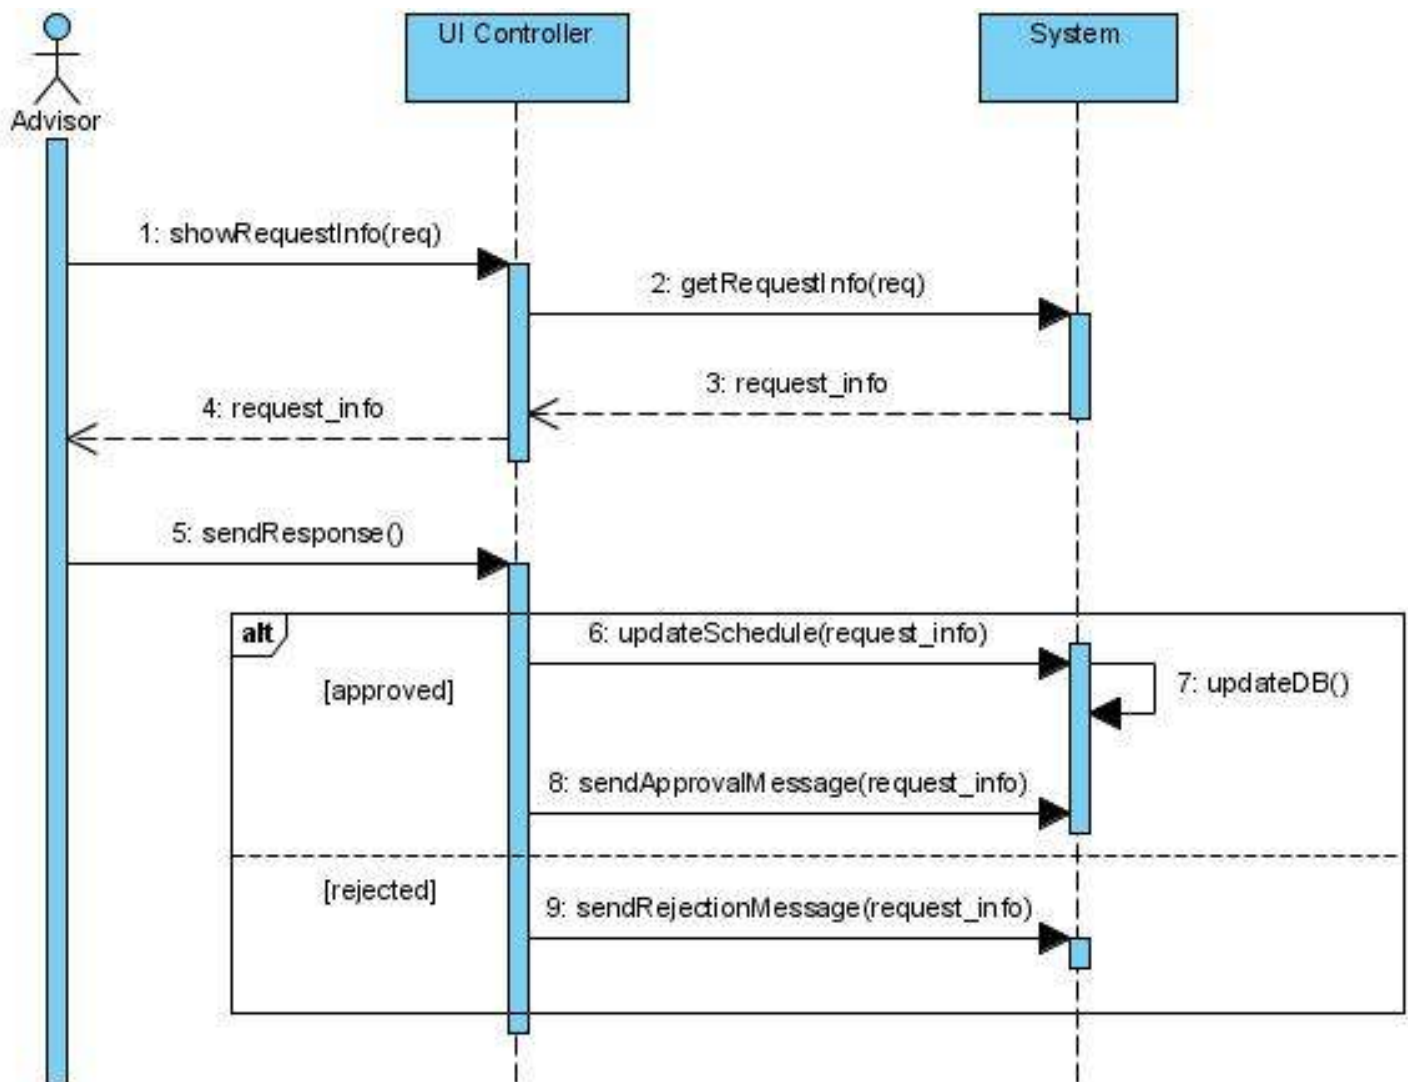 UI Controller
System
Advisor
1: showRequestInfo(req)
2: getRequestInfo(req)
3: request_info
4: request_info
5: sendResponse()
alt
6: updateSchedule(request_info)
[approved]
7: updateDB()
8: sendApprovalMessage(request_info)
[rejected]
9: sendRejectionMessage(request_info)